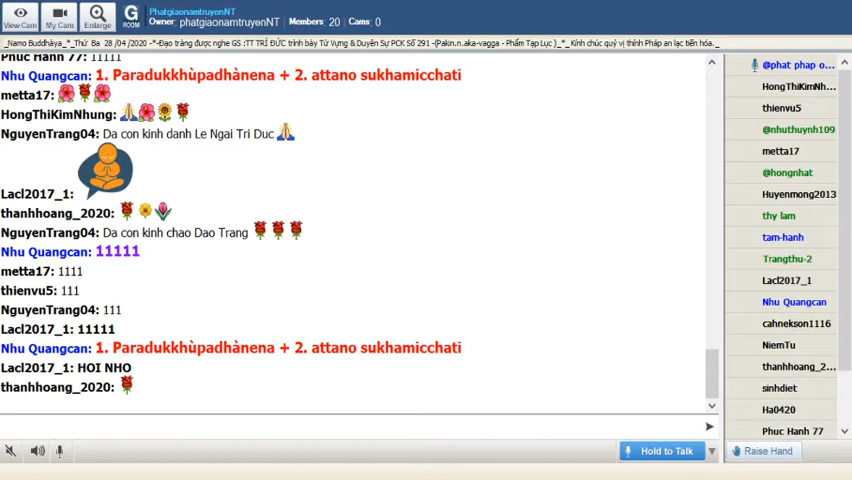 View Cam
My Cam
Enlarge
G
ROOM
PhatgiaonamtruyenNT
Owner: phatgiaonamtruyenNT | Members: 20 | Cams: 0
_Namo Buddhàya_*_Thứ Ba 28 /04 /2020 -*-Đạo tràng được nghe GS :TT TRÍ ĐỨC trình bày Từ Vựng & Duyên Sự PCK Số 291 -(Pakin.n.aka-vagga - Phẩm Tạp Lục )_*_ Kính chúc quý vị thính Pháp an lạc tiến hóa._
Phuc Hanh 77: 11111
Nhu Quangcan: 1. Paradukkhùpadhànena + 2. attano sukhamicchati
metta17:
HongThiKimNhung:
NguyenTrang04: Da con kinh danh Le Ngai Tri Duc
Lacl2017_1:
thanhhoang_2020:
NguyenTrang04: Da con kinh chao Dao Trang
Nhu Quangcan: 11111
metta17: 1111
thienvu5: 111
NguyenTrang04: 111
Lacl2017_1: 11111
Nhu Quangcan: 1. Paradukkhùpadhànena + 2. attano sukhamicchati
Lacl2017_1: HOI NHO
thanhhoang_2020:
Hold to Talk
@phat phap o...
HongThiKimNh...
thienvu5
@nhuthuynh109
metta17
@hongnhat
Huyenmong2013
thy lam
tam-hanh
Trangthu-2
Lacl2017_1
Nhu Quangcan
cahnekson1116
NiemTu
thanhhoang_2...
sinhdiet
Ha0420
Phuc Hanh 77
Raise Hand